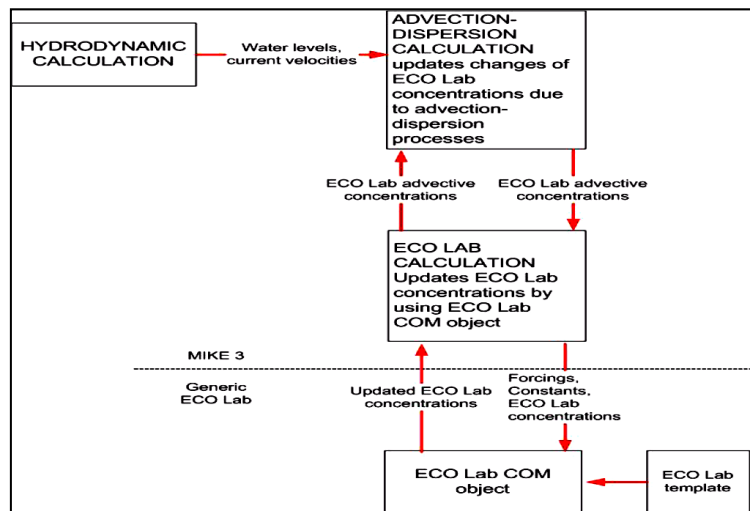 HYDRODYNAMIC
CALCULATION
Water levels,
current velocities
ADVECTION-
DISPERSION
CALCULATION
updates changes of
ECO Lab
concentrations due
to advection-
dispersion
processes
ECO Lab advective
concentrations
ECO Lab advective
concentrations
ECO LAB
CALCULATION
Updates ECO Lab
concentrations by
using ECO Lab
COM object
MIKE 3
Generic
ECO Lab
Updated ECO Lab
concentrations
Forcings,
Constants,
ECO Lab
concentrations
ECO Lab COM
object
ECO Lab
template